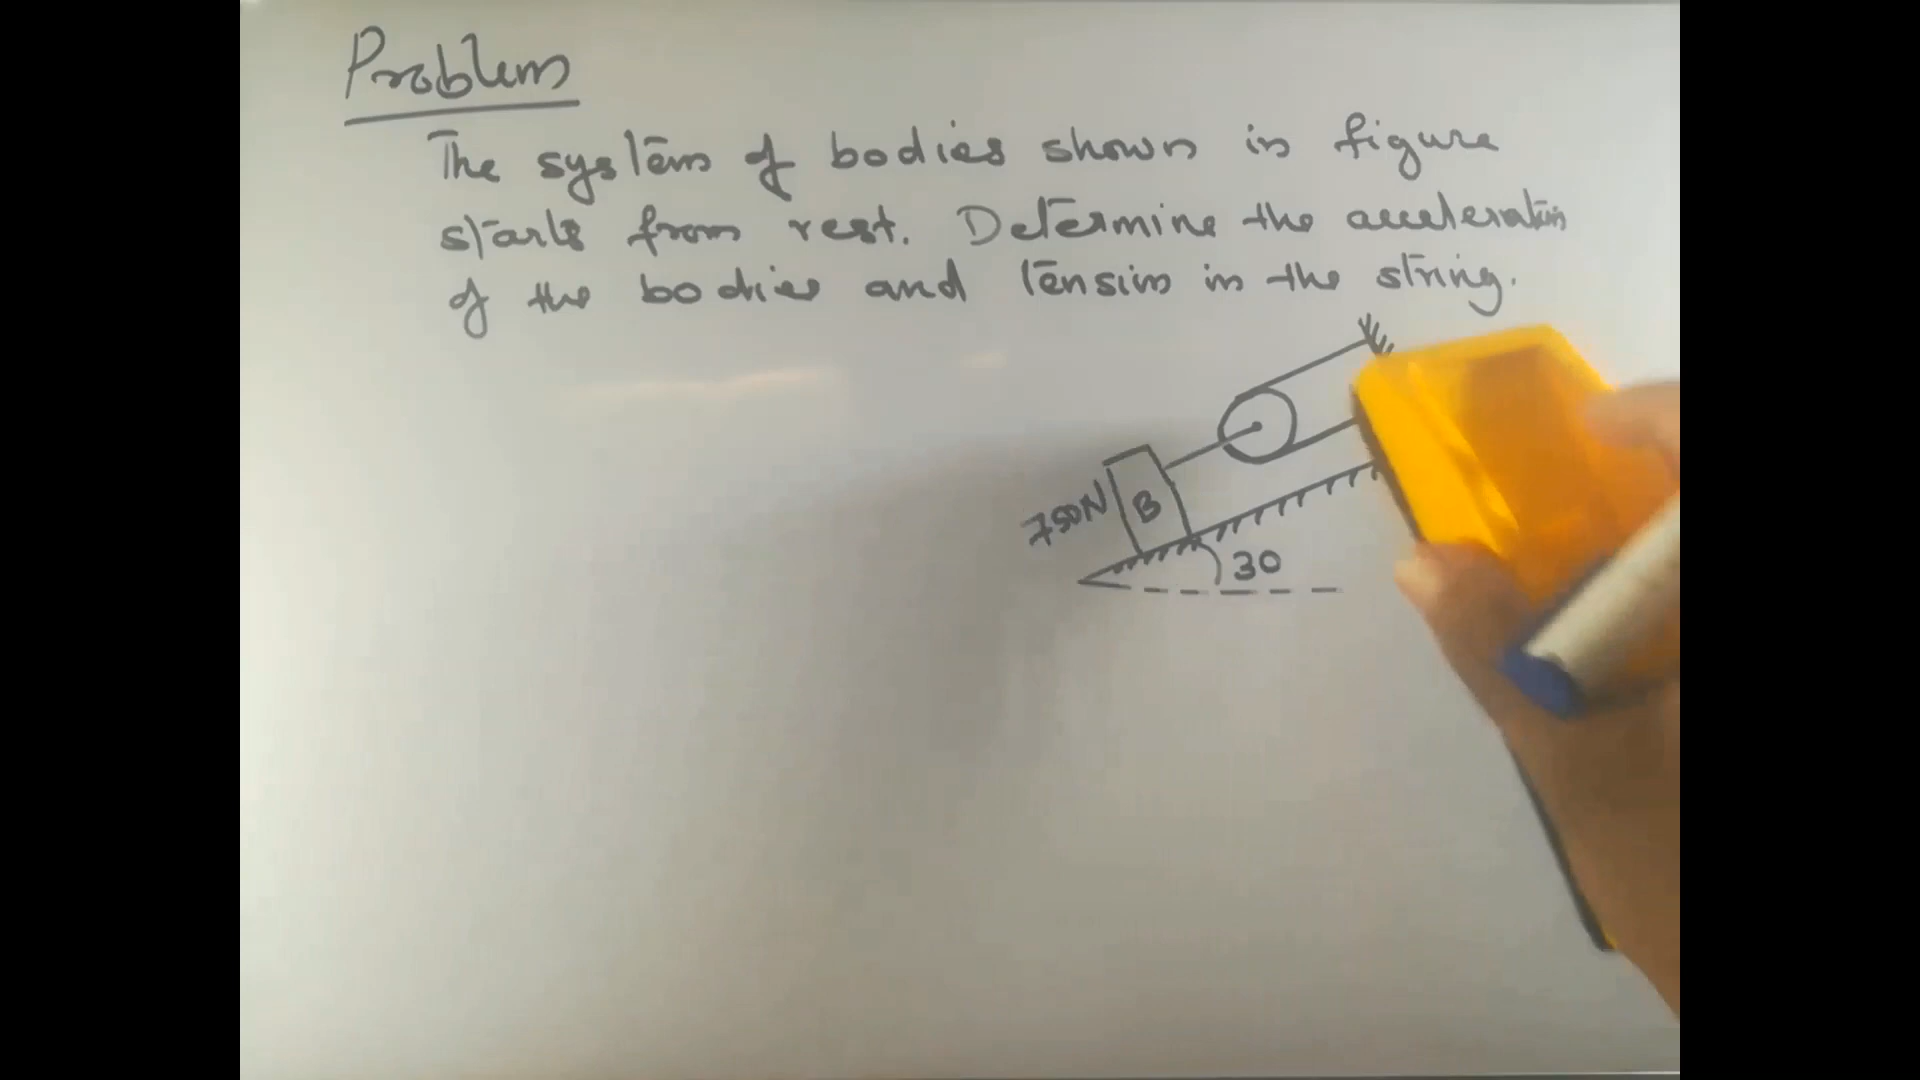 Problem
The system of bodies shown in figure
starts from rest. Determine the acceleration
of the bodies and tension in the string.
750N
B
30